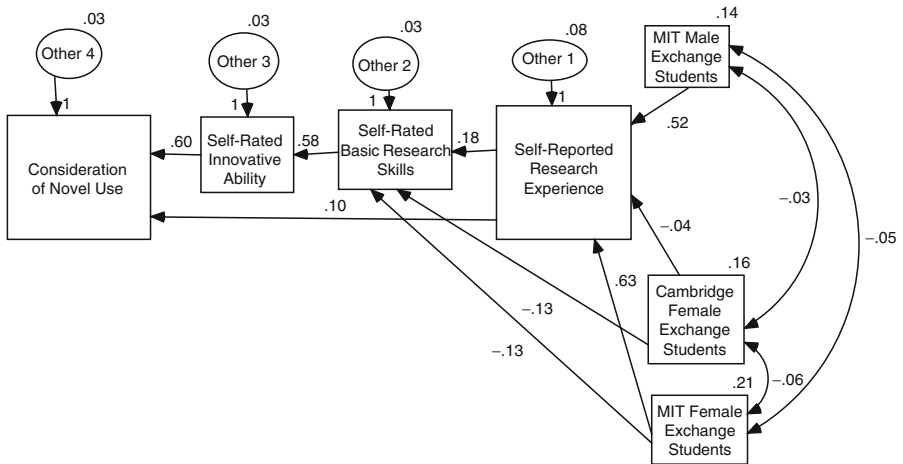 .03
Other 4
1
.03
Other 3
1
.03
Other 2
1
.08
Other 1
1
.14
MIT Male
Exchange
Students
Consideration
of Novel Use
.60
Self-Rated
Innovative
Ability
.58
Self-Rated
Basic Research
Skills
.18
Self-Reported
Research
Experience
.52
–.03
–.05
.10
–.04
.16
Cambridge
Female
Exchange
Students
.63
–.13
–.13
–.06
.21
MIT Female
Exchange
Students